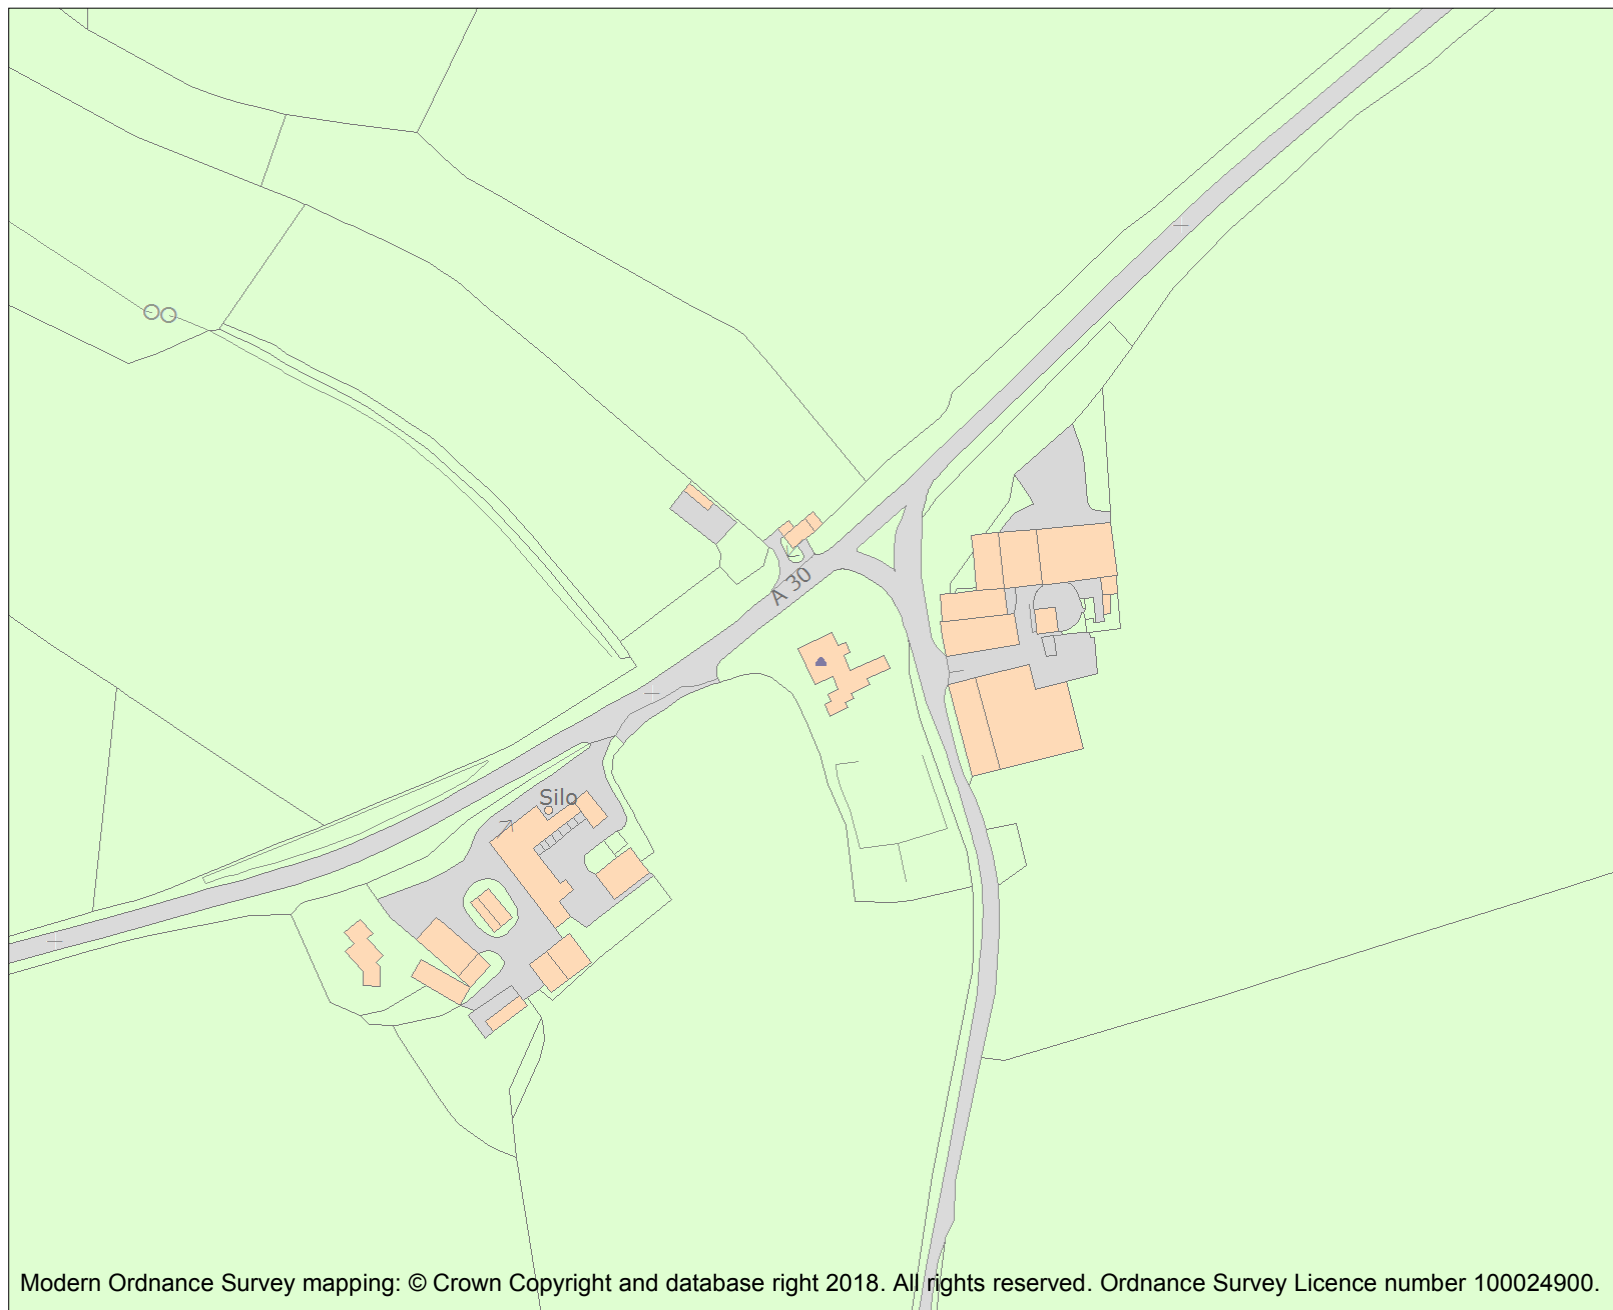 A 30
Silo
Modern Ordnance Survey mapping: © Crown Copyright and database right 2018. All rights reserved. Ordnance Survey Licence number 100024900.